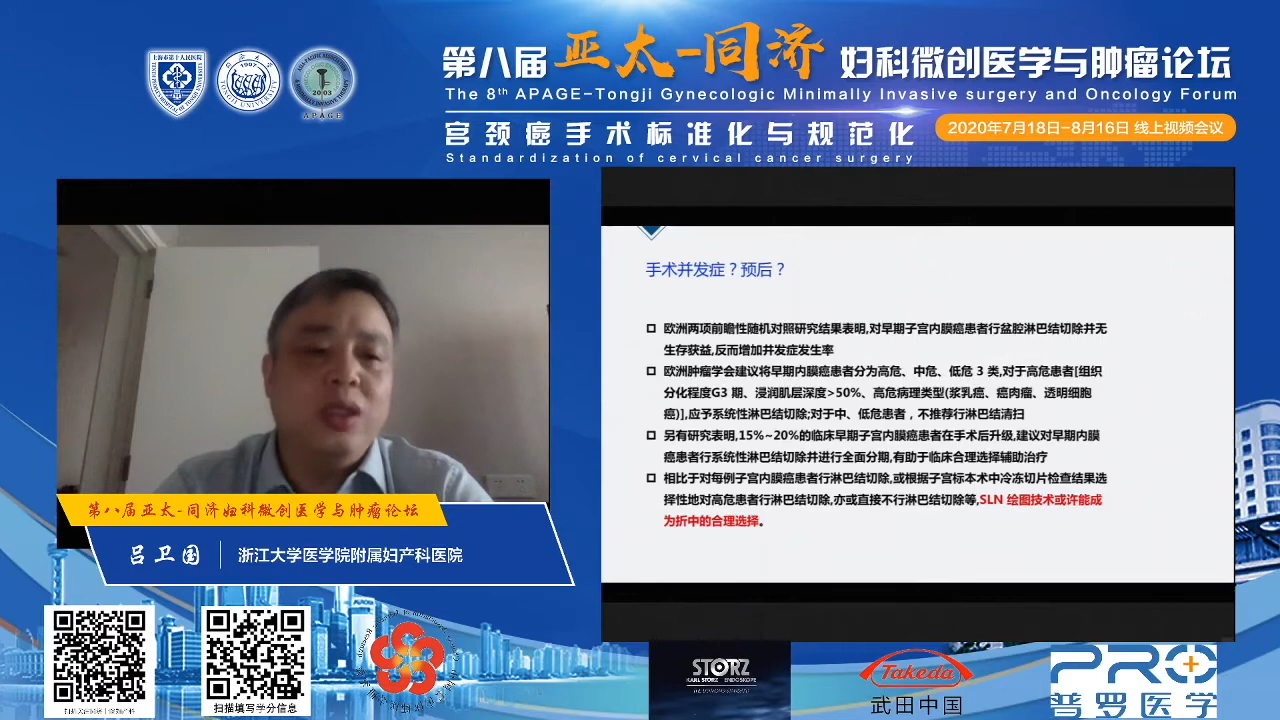 第八届亚太-同济妇科微创医学与肿瘤论坛
The 8th APAGE-Tongji Gynecologic Minimally Invasive surgery and Oncology Forum
宫颈癌手术标准化与规范化
2020年7月18日-8月16日 线上视频会议
Standardization of cervical cancer surgery
上海市第十人民医院
1907
TONGJI UNIVERSITY
2003
APAGE
手术并发症？预后？
欧洲两项前瞻性随机对照研究结果表明,对早期子宫内膜癌患者行盆腔淋巴结切除并无
生存获益,反而增加并发症发生率
欧洲肿瘤学会建议将早期内膜癌患者分为高危、中危、低危 3 类,对于高危患者[组织
分化程度G3 期、浸润肌层深度>50%、高危病理类型(浆乳癌、癌肉瘤、透明细胞
癌)],应予系统性淋巴结切除;对于中、低危患者，不推荐行淋巴结清扫
另有研究表明,15%~20%的临床早期子宫内膜癌患者在手术后升级,建议对早期内膜
癌患者行系统性淋巴结切除并进行全面分期,有助于临床合理选择辅助治疗
相比于对每例子宫内膜癌患者行淋巴结切除,或根据子宫标本术中冷冻切片检查结果选
择性地对高危患者行淋巴结切除,亦或直接不行淋巴结切除等,SLN 绘图技术或许能成
为折中的合理选择。
第八届亚太-同济妇科微创医学与肿瘤论坛
吕卫国
浙江大学医学院附属妇产科医院
扫描填写学分信息
STORZ
KARL STORZ—ENDOSKOPE
Takeda
武田中国
PRO
普罗医学